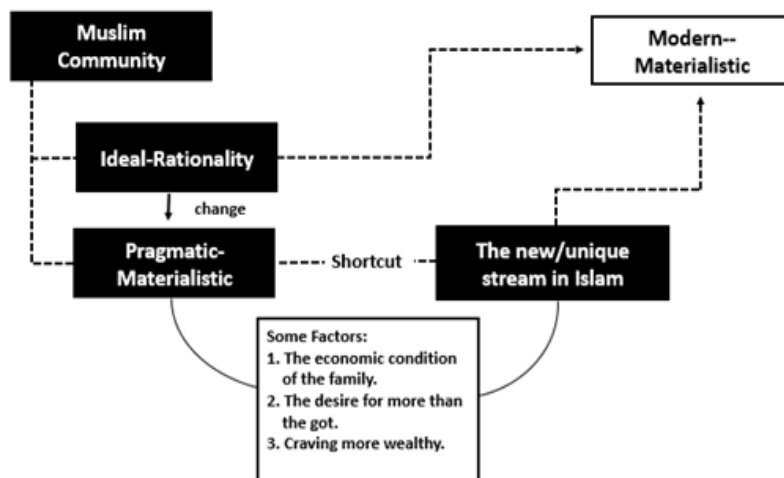 Muslim
Community
Modern--
Materialistic
Ideal-Rationality
change
Pragmatic-
Materialistic
Shortcut
The new/unique
stream in Islam
Some Factors:
1. The economic condition
of the family.
2. The desire for more than
the got.
3. Craving more wealthy.